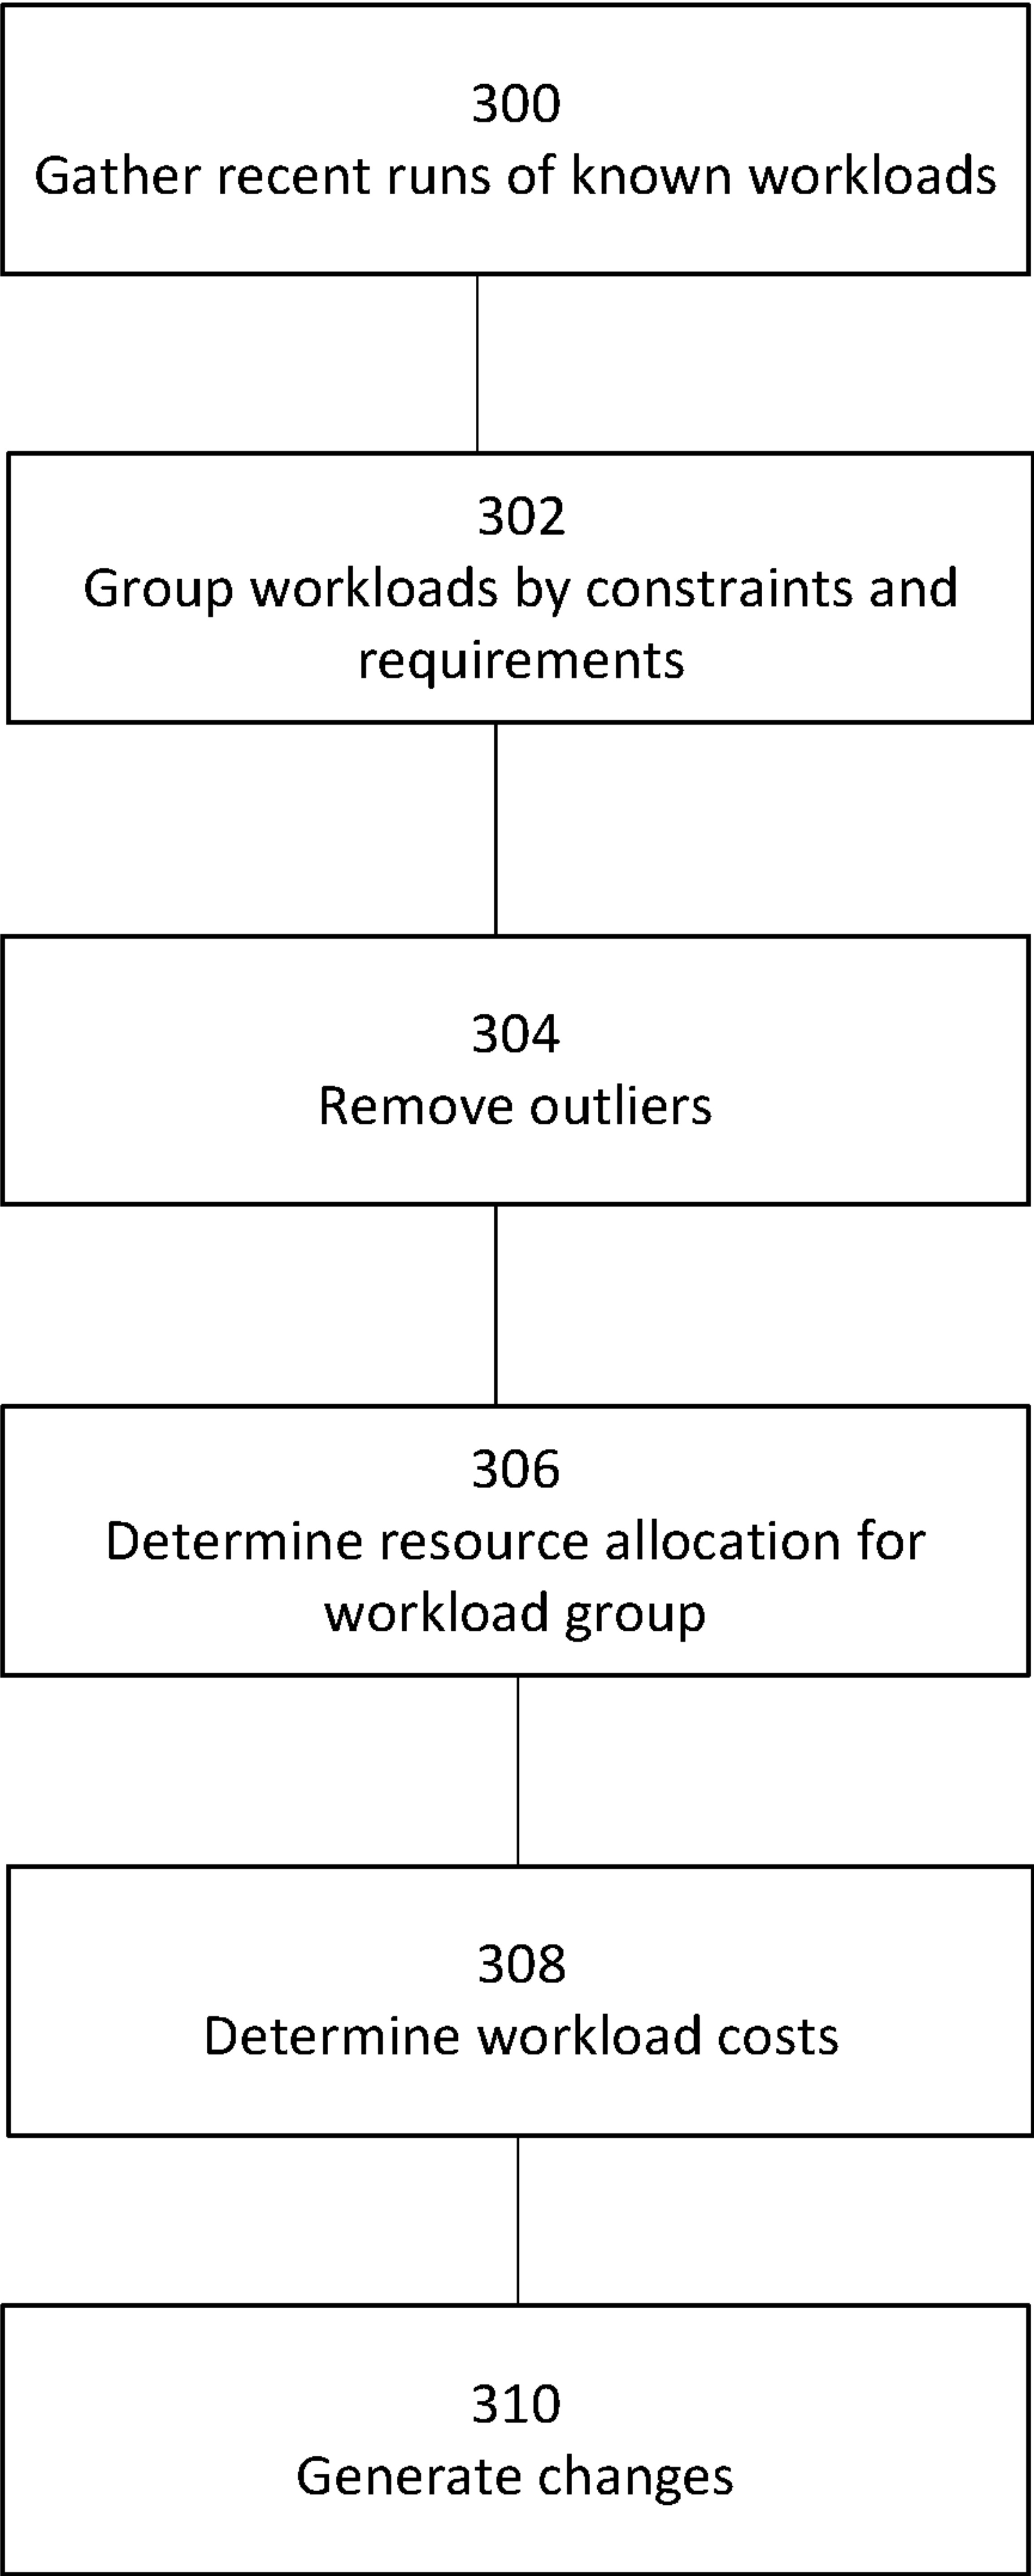 300
Gather recent runs of known workloads
302
Group workloads by constraints and
requirements
304
Remove outliers
306
Determine resource allocation for
workload group
308
Determine workload costs
310
Generate changes